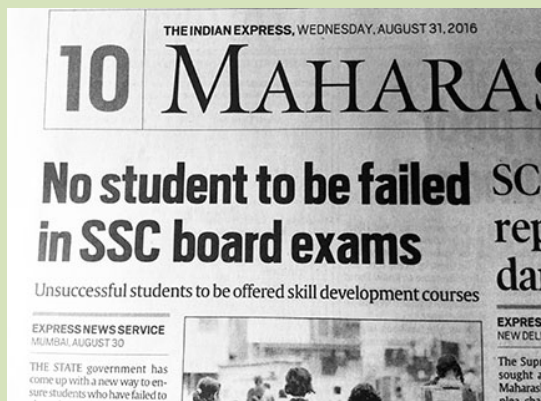 THE INDIAN EXPRESS, WEDNESDAY, AUGUST 31, 2016
10
MAHARAS
No student to be failed
in SSC board exams
Unsuccessful students to be offered skill development courses
EXPRESS NEWS SERVICE
MUMBAI, AUGUST 30
THE STATE government has
come up with a new way to en-
sure students who have failed to
SC
rep
da
EXPRES
NEW DEL
The Supr
sought a
Maharas